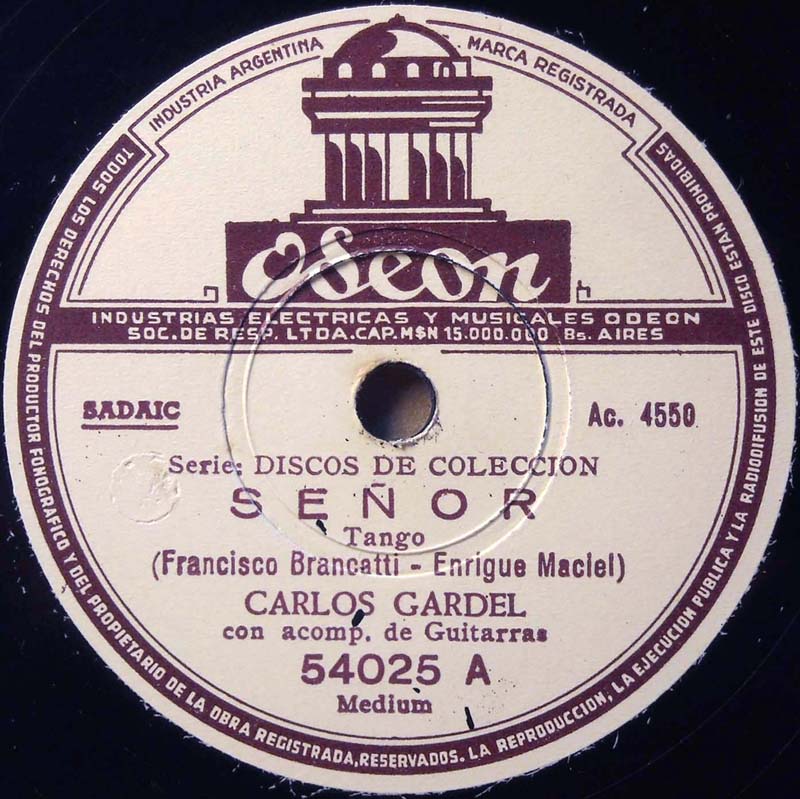 INDUSTRIA ARGENTINA
MARCA REGISTRADA
Odeon
INDUSTRIAS ELECTRICAS Y MUSICALES ODEON
SOC. DE RESP. LTDA. CAP. M$N 15.000.000 Bs. AIRES
SADAIC
Ac. 4550
Serie: DISCOS DE COLECCION
SEÑOR
Tango
(Francisco Brancatti - Enrique Maciel)
CARLOS GARDEL
con acomp. de Guitarras
54025 A
Medium
TODOS LOS DERECHOS DEL PRODUCTOR FONOGRAFICO Y DEL PROPIETARIO DE LA OBRA REGISTRADA, RESERVADOS. LA REPRODUCCION, LA EJECUCION PUBLICA Y LA RADIODIFUSION DE ESTE DISCO ESTAN PROHIBIDAS